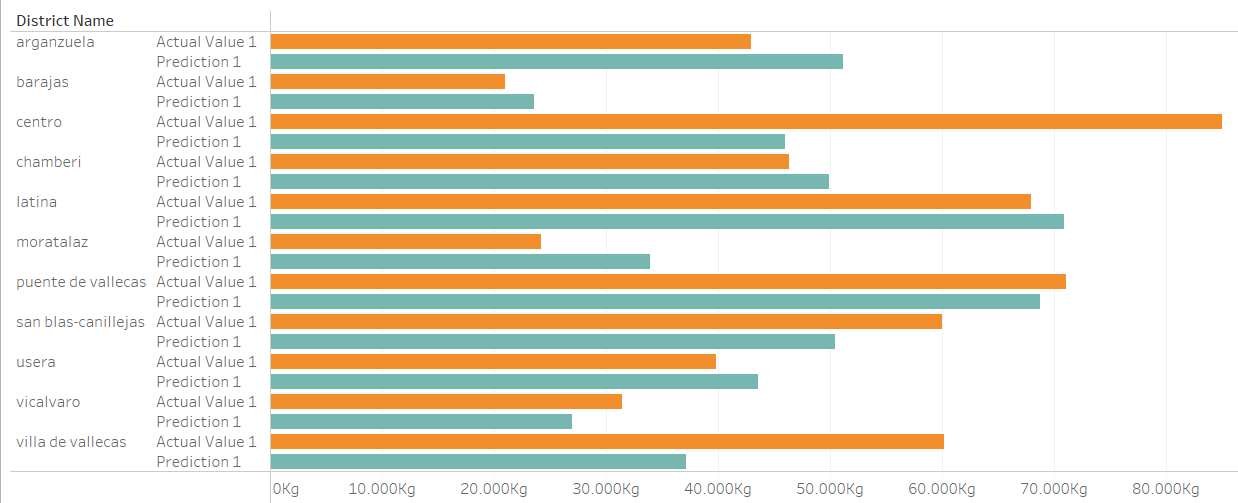 District Name
arganzuela Actual Value 1
Prediction 1
barajas Actual Value 1
Prediction 1
centro Actual Value 1
Prediction 1
chamberi Actual Value 1
Prediction 1
latina Actual Value 1
Prediction 1
moratalaz Actual Value 1
Prediction 1
puente de vallecas Actual Value 1
Prediction 1
san blas-canillejas Actual Value 1
Prediction 1
usera Actual Value 1
Prediction 1
vicalvaro Actual Value 1
Prediction 1
villa de vallecas Actual Value 1
Prediction 1
0Kg 10.000Kg 20.000Kg 30.000Kg 40.000Kg 50.000Kg 60.000Kg 70.000Kg 80.000Kg